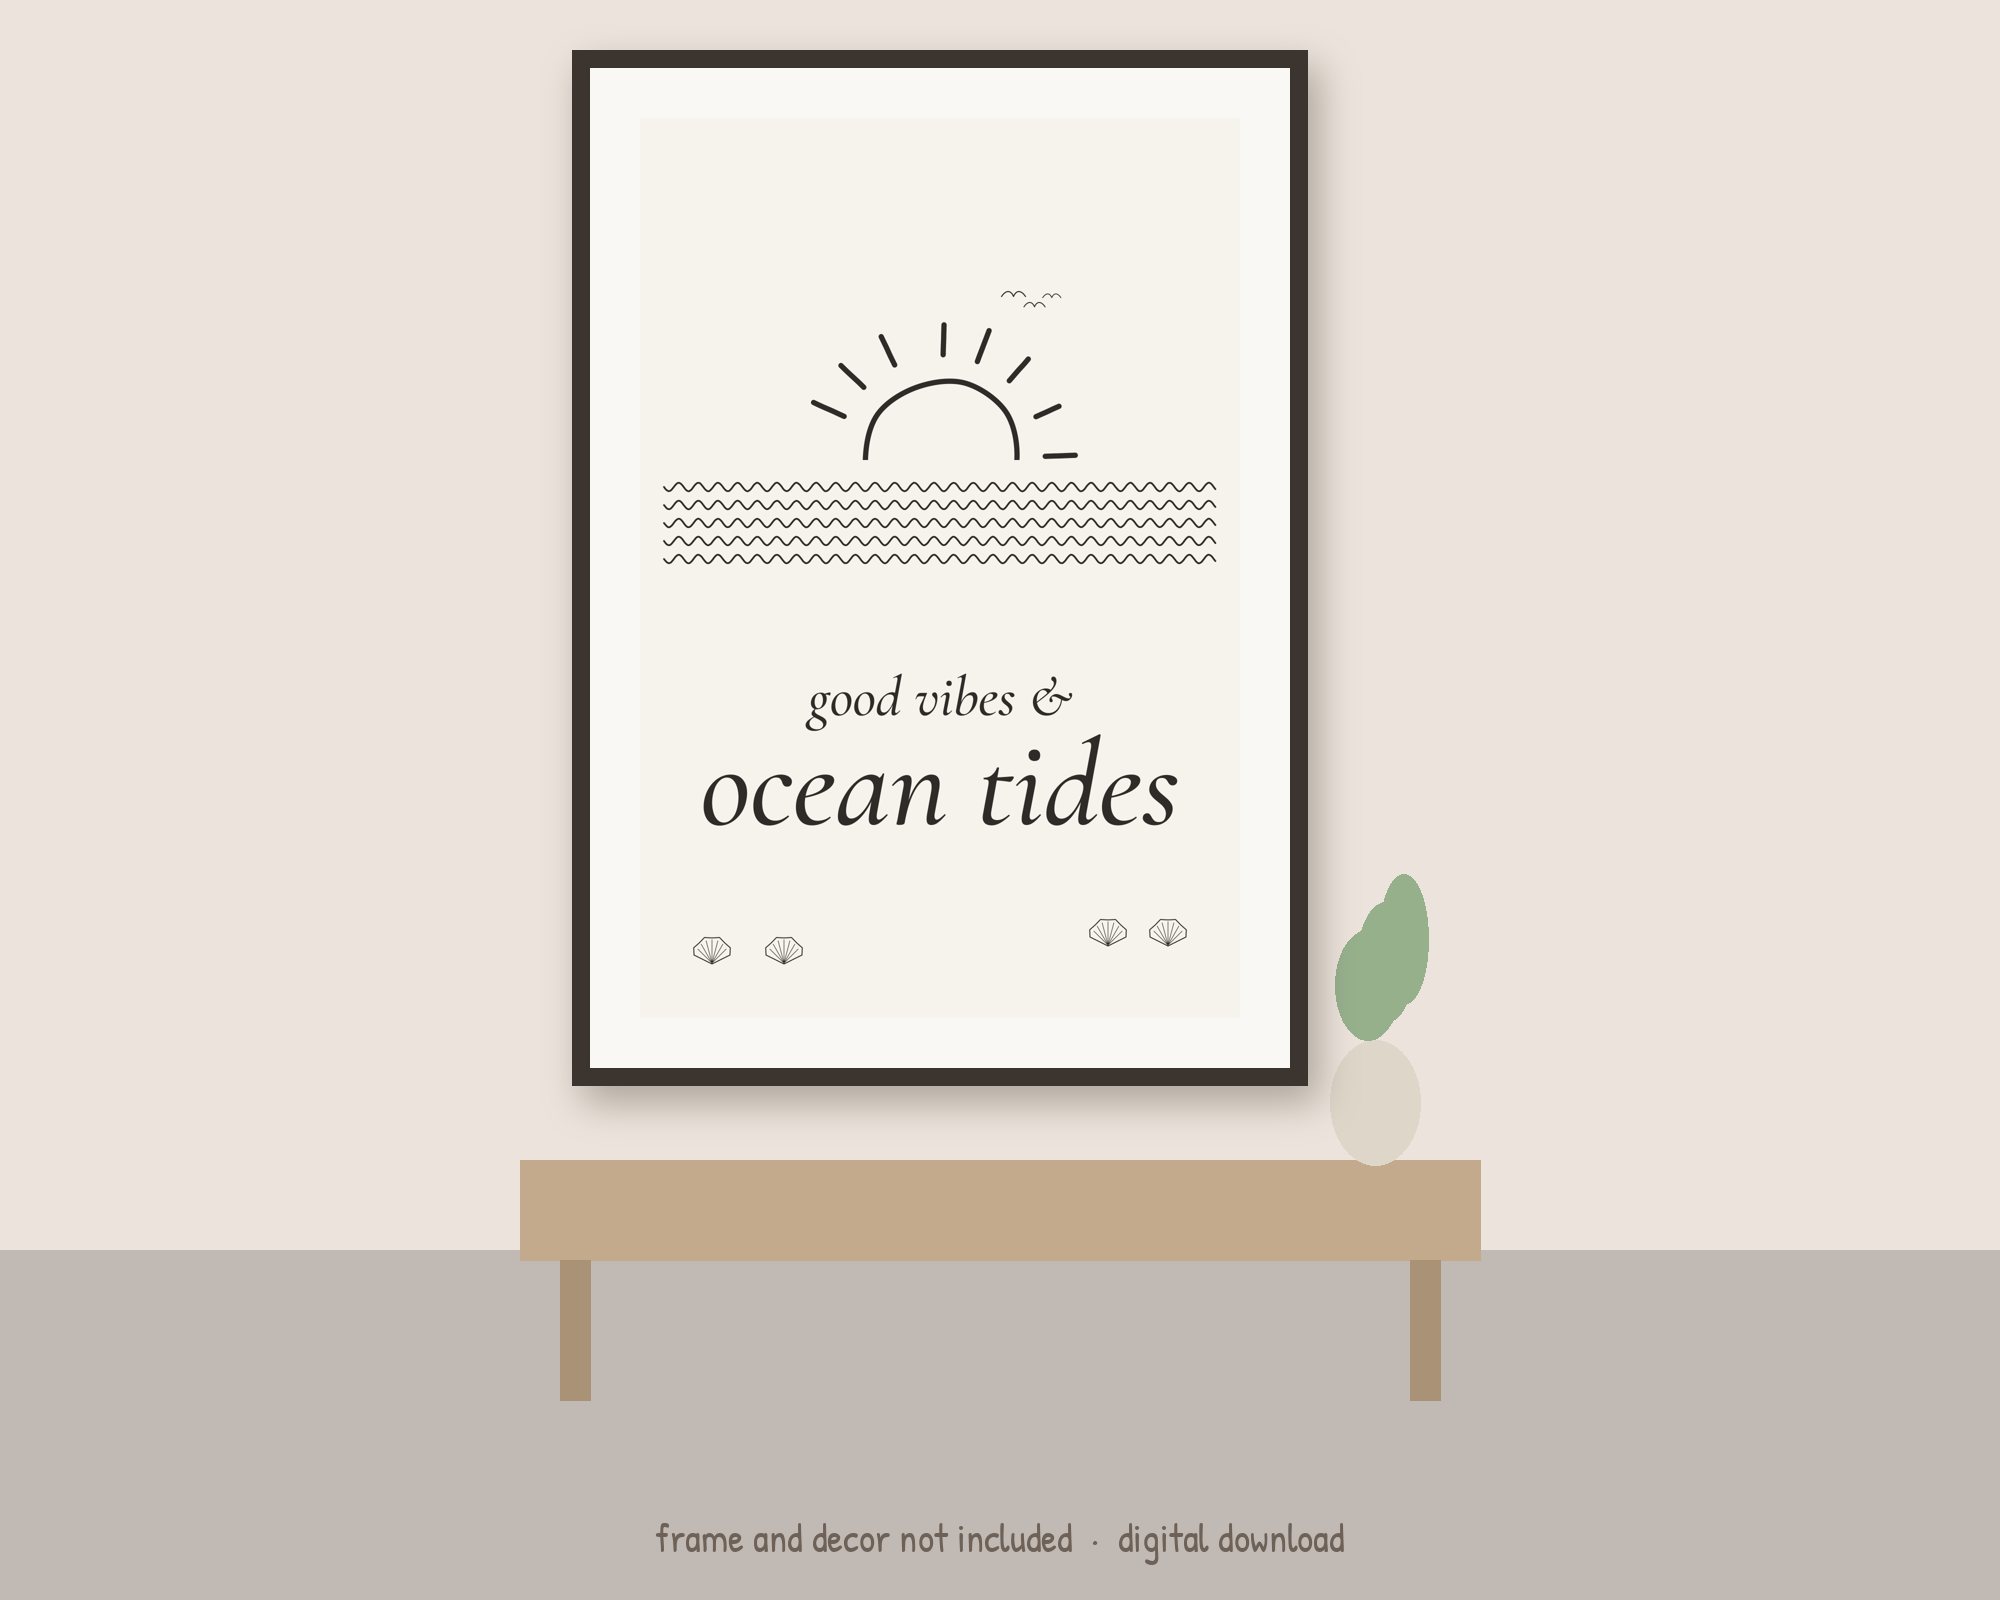 good vibes &
ocean tides
frame and decor not included · digital download